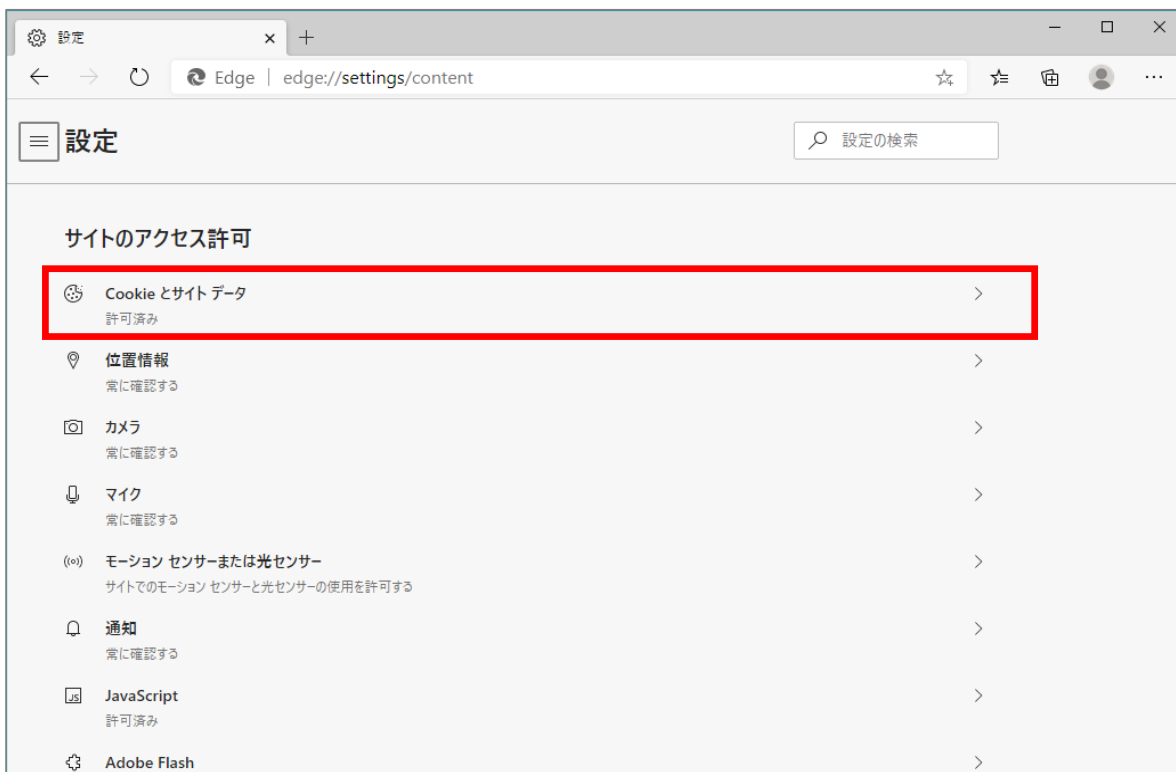 設定
Edge | edge://settings/content
設定
設定の検索
サイトのアクセス許可
Cookie とサイト データ
許可済み
位置情報
常に確認する
カメラ
常に確認する
マイク
常に確認する
モーション センサーまたは光センサー
サイトでのモーション センサーと光センサーの使用を許可する
通知
常に確認する
JS
JavaScript
許可済み
Adobe Flash